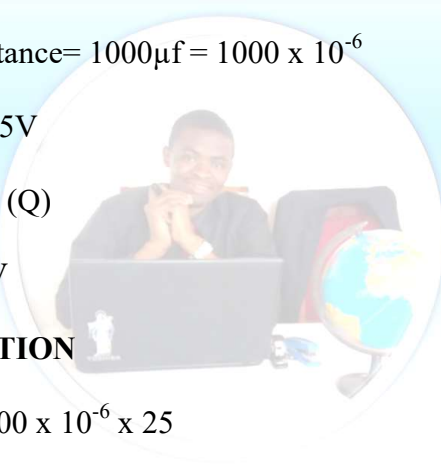 tance= 1000µf = 1000 x 10⁻⁶
5V
(Q)
TION
00 x 10⁻⁶ x 25